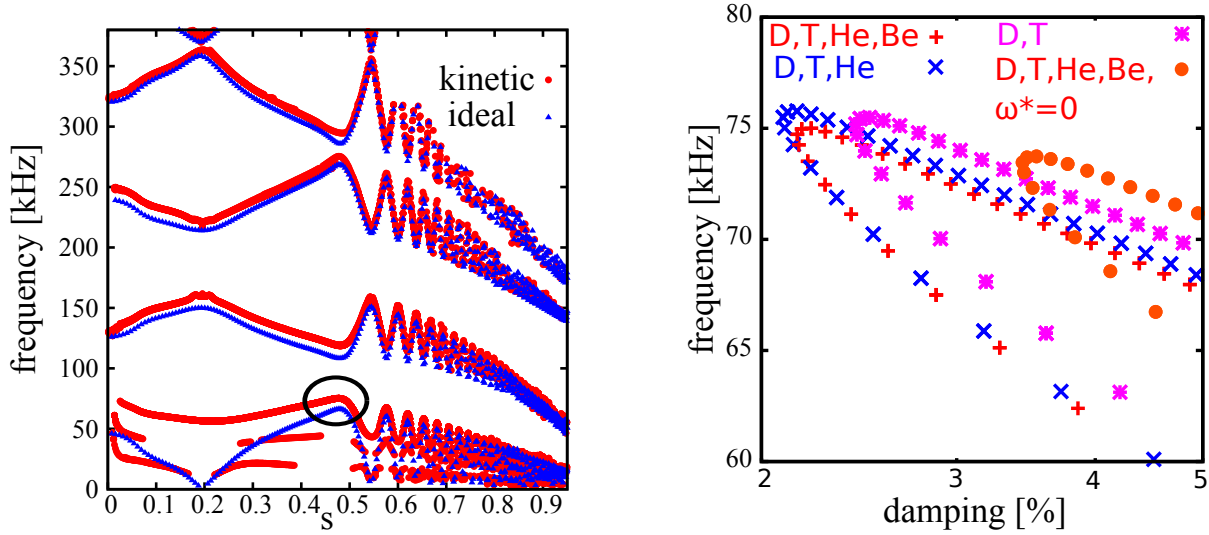 350
300
250
200
150
100
50
0
frequency [kHz]
kinetic
ideal
0 0.1 0.2 0.3 0.4 0.5 0.6 0.7 0.8 0.9
s
80
75
70
65
60
frequency [kHz]
D,T,He,Be
D,T
D,T,He
D,T,He,Be,
ω*=0
2 3 4 5
damping [%]